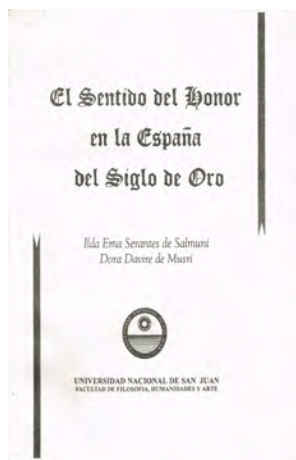 El Sentido del Honor
en la España
del Siglo de Oro
Ilda Ema Serantes de Salmuni
Dora Davire de Musri
UNIVERSIDAD NACIONAL DE SAN JUAN
FACULTAD DE FILOSOFIA, HUMANIDADES Y ARTE